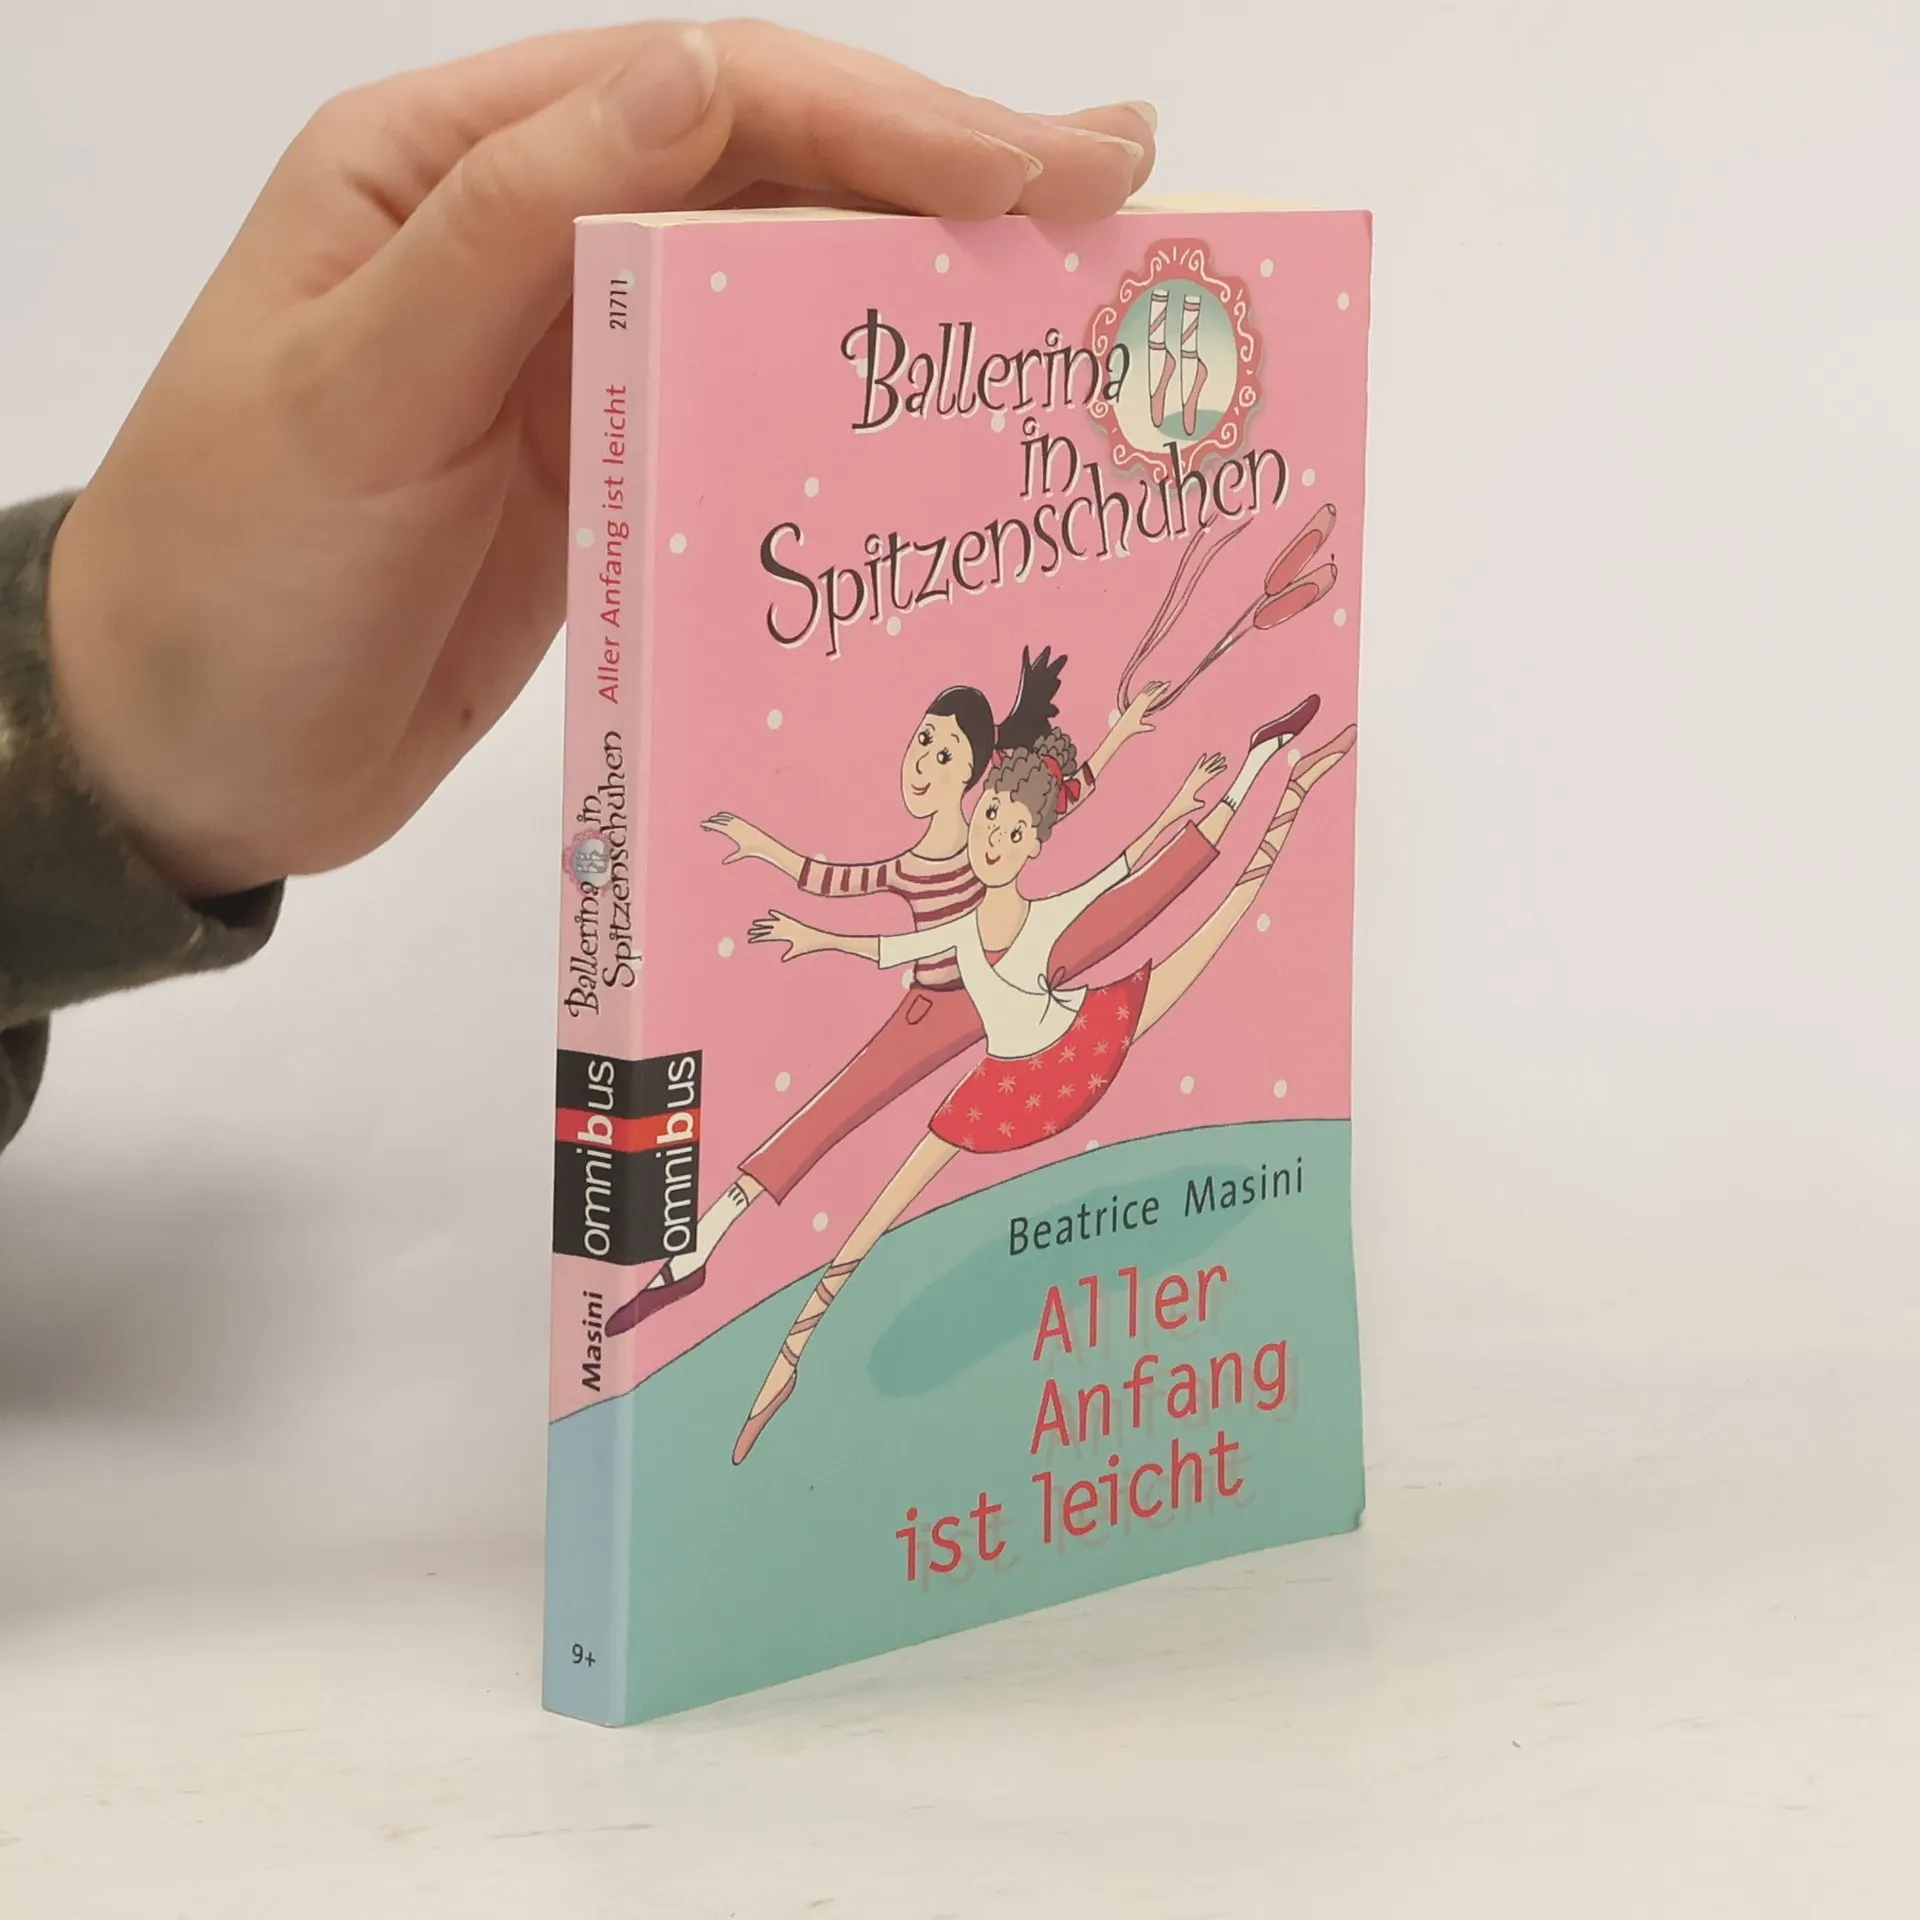 Ballerina
in
Spitzenschuhen
Beatrice Masini
Aller
Anfang
ist leicht
omnibus
21711
Aller Anfang ist leicht
Ballerina in
Spitzenschuhen
omnibus
Masini
9+